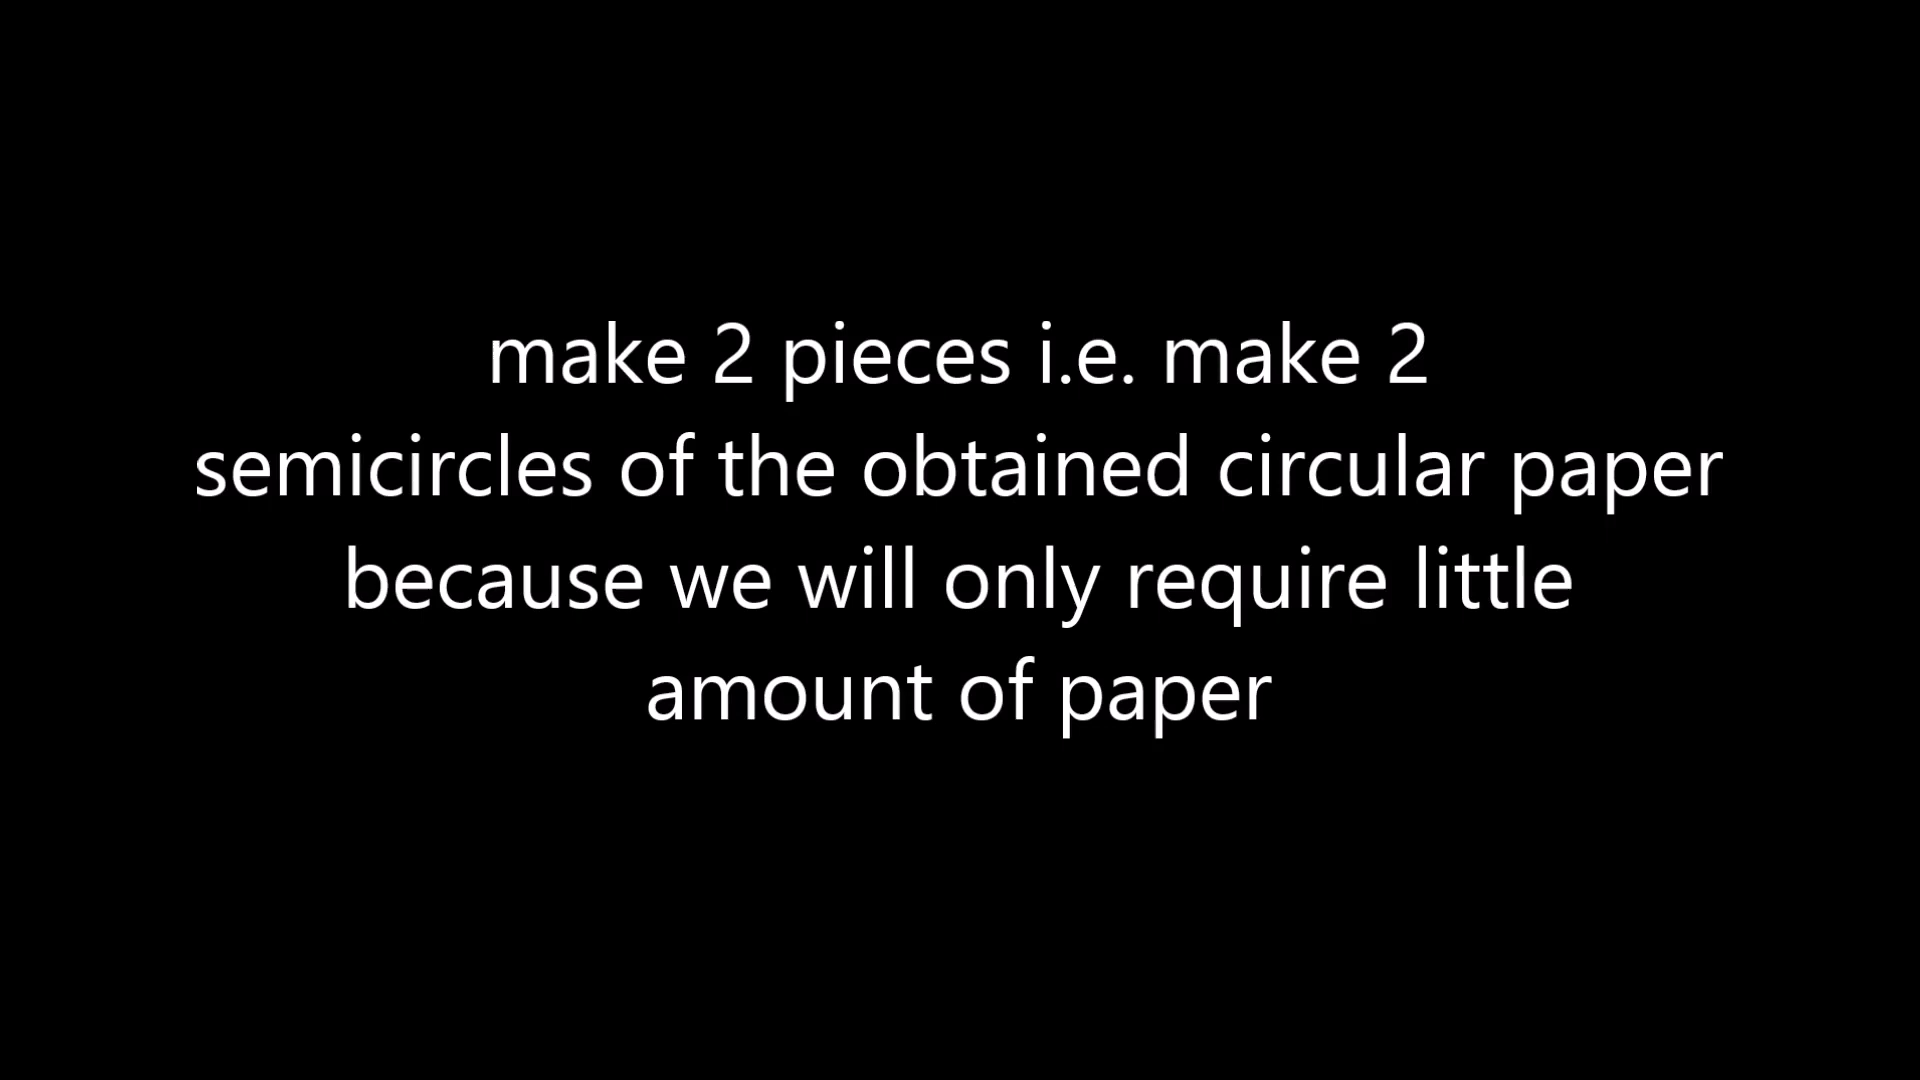 make 2 pieces i.e. make 2
semicircles of the obtained circular paper
because we will only require little
amount of paper